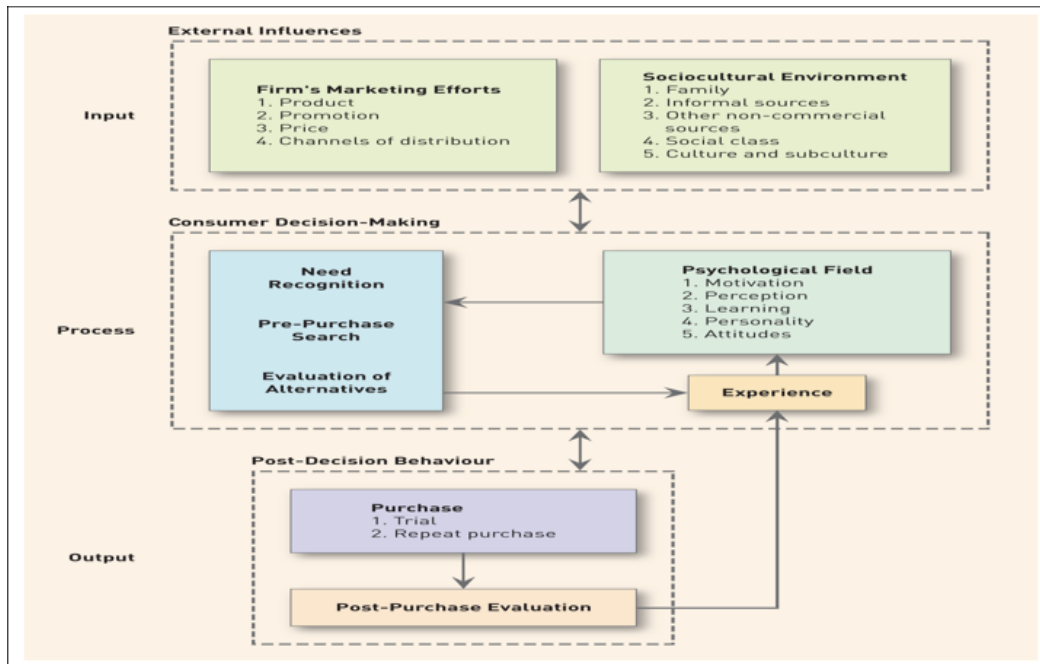 External Influences
Input
Firm's Marketing Efforts
1. Product
2. Promotion
3. Price
4. Channels of distribution
Sociocultural Environment
1. Family
2. Informal sources
3. Other non-commercial
sources
4. Social class
5. Culture and subculture
Consumer Decision-Making
Process
Need
Recognition
Pre-Purchase
Search
Evaluation of
Alternatives
Psychological Field
1. Motivation
2. Perception
3. Learning
4. Personality
5. Attitudes
Experience
Post-Decision Behaviour
Output
Purchase
1. Trial
2. Repeat purchase
Post-Purchase Evaluation